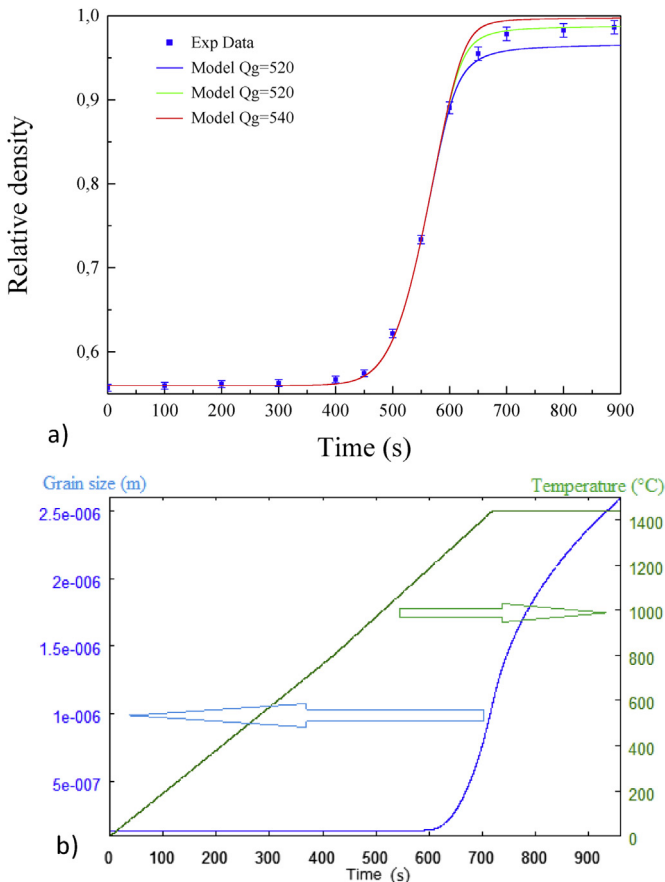 1,0
0,9
0,8
0,7
0,6
Relative density
Exp Data
Model Qg=520
Model Qg=520
Model Qg=540
0 100 200 300 400 500 600 700 800 900
a)
Time (s)
Grain size (m)
Temperature (°C)
2.5e-006
2e-006
1.5e-006
1e-006
5e-007
1400
1200
1000
800
600
400
200
0
0 100 200 300 400 500 600 700 800 900
b)
Time (s)